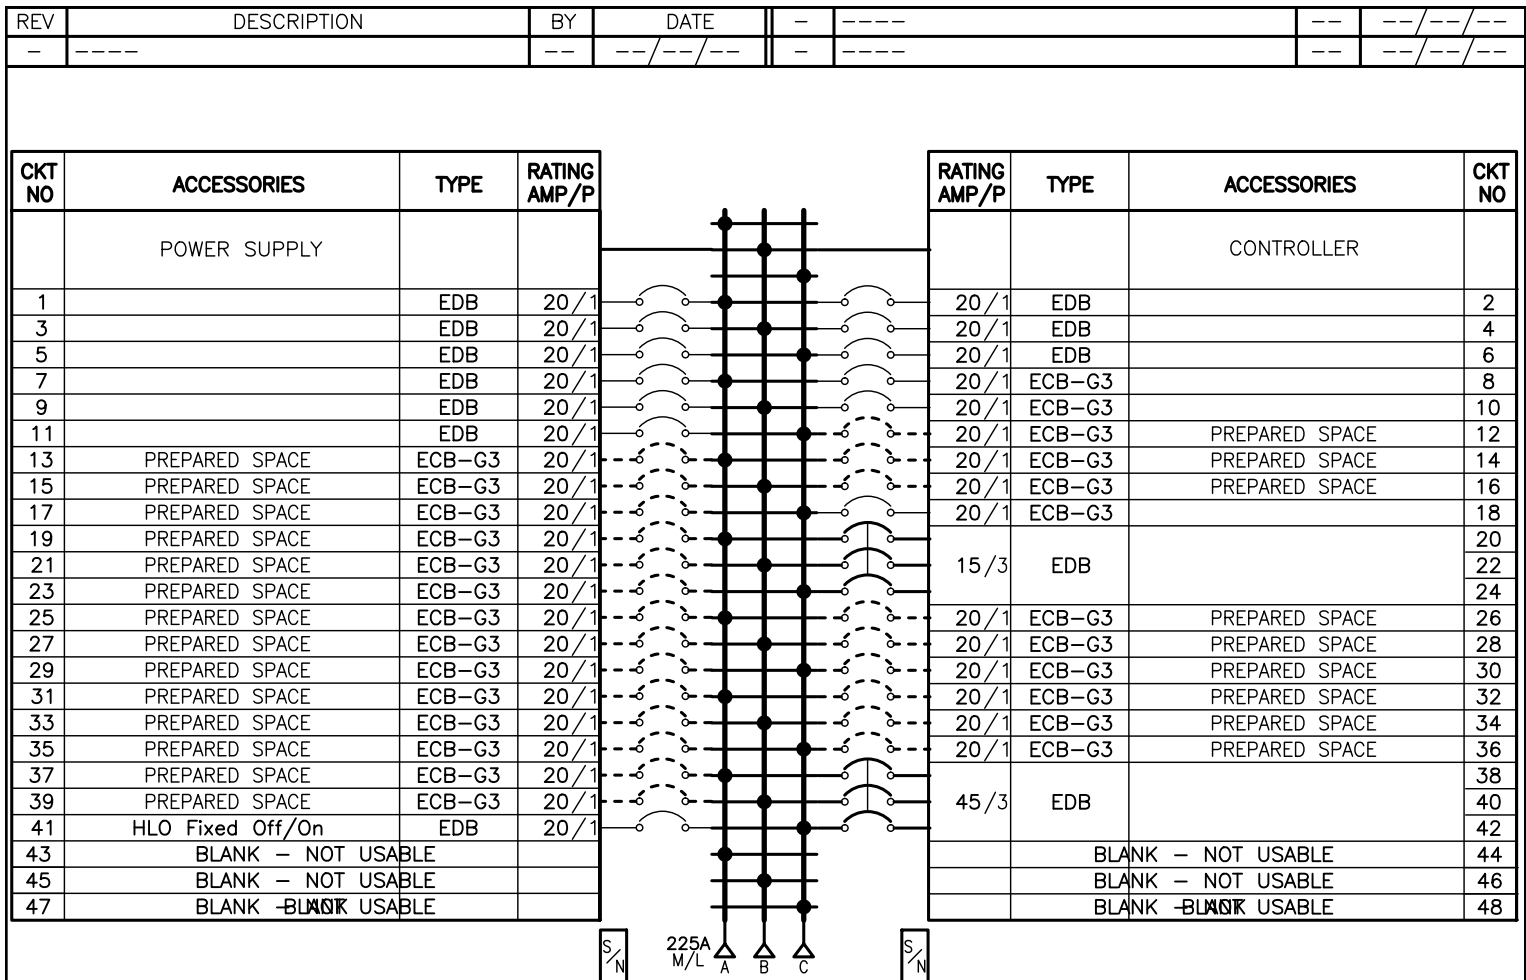 REV DESCRIPTION BY DATE - ---- -- --/--/--
- ---- -- --/--/-- - ---- -- --/--/--
CKT NO ACCESSORIES TYPE RATING AMP/P RATING AMP/P TYPE ACCESSORIES CKT NO
POWER SUPPLY CONTROLLER
1 EDB 20/1 20/1 EDB 2
3 EDB 20/1 20/1 EDB 4
5 EDB 20/1 20/1 EDB 6
7 EDB 20/1 20/1 ECB-G3 8
9 EDB 20/1 20/1 ECB-G3 10
11 EDB 20/1 20/1 ECB-G3 PREPARED SPACE 12
13 PREPARED SPACE ECB-G3 20/1 20/1 ECB-G3 PREPARED SPACE 14
15 PREPARED SPACE ECB-G3 20/1 20/1 ECB-G3 PREPARED SPACE 16
17 PREPARED SPACE ECB-G3 20/1 20/1 ECB-G3 18
19 PREPARED SPACE ECB-G3 20/1 20
21 PREPARED SPACE ECB-G3 20/1 15/3 EDB 22
23 PREPARED SPACE ECB-G3 20/1 24
25 PREPARED SPACE ECB-G3 20/1 20/1 ECB-G3 PREPARED SPACE 26
27 PREPARED SPACE ECB-G3 20/1 20/1 ECB-G3 PREPARED SPACE 28
29 PREPARED SPACE ECB-G3 20/1 20/1 ECB-G3 PREPARED SPACE 30
31 PREPARED SPACE ECB-G3 20/1 20/1 ECB-G3 PREPARED SPACE 32
33 PREPARED SPACE ECB-G3 20/1 20/1 ECB-G3 PREPARED SPACE 34
35 PREPARED SPACE ECB-G3 20/1 20/1 ECB-G3 PREPARED SPACE 36
37 PREPARED SPACE ECB-G3 20/1 38
39 PREPARED SPACE ECB-G3 20/1 45/3 EDB 40
41 HLO Fixed Off/On EDB 20/1 42
43 BLANK - NOT USABLE BLANK - NOT USABLE 44
45 BLANK - NOT USABLE BLANK - NOT USABLE 46
47 BLANK - USABLE BLANK - USABLE 48
S/N 225A M/L A B C S/N